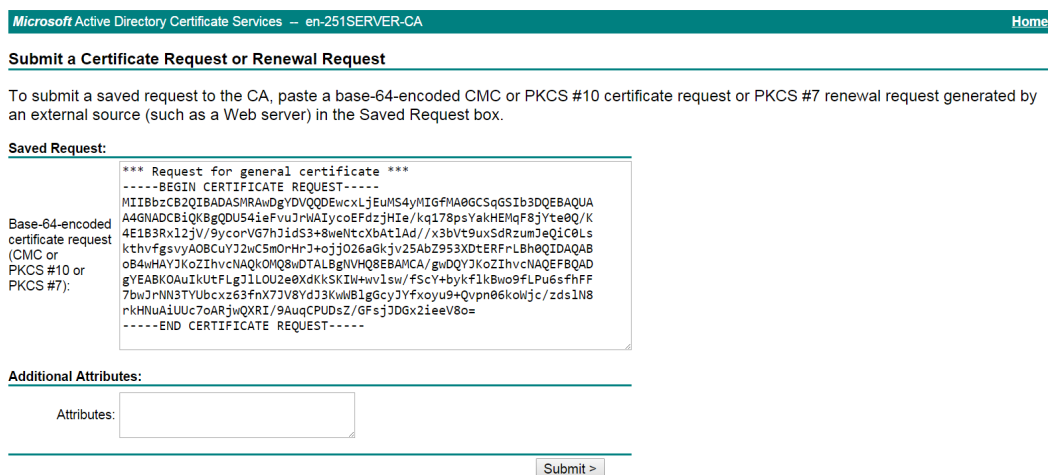 Microsoft Active Directory Certificate Services -- en-251SERVER-CA Home
Submit a Certificate Request or Renewal Request
To submit a saved request to the CA, paste a base-64-encoded CMC or PKCS #10 certificate request or PKCS #7 renewal request generated by
an external source (such as a Web server) in the Saved Request box.
Saved Request:
Base-64-encoded
certificate request
(CMC or
PKCS #10 or
PKCS #7):
*** Request for general certificate ***
-----BEGIN CERTIFICATE REQUEST-----
MIIBbzCB2QIBADASMRAwDgYDVQQDEwcxLjEuMS4yMIGfMA0GCSqGSIb3DQEBAQUA
A4GNADCBiQKBgQDU54ieFvuJrWAIycoEFdzjHIe/kq178psYakHEMqF8jYte0Q/K
4E1B3Rxl2jV/9ycorVG7hJidS3+8weNtcXbAtlAd//x3bVt9uxSdRzumJeQiC0Ls
kthvfgsvyAOBCuYJ2wC5mOrHrJ+ojjO26aGkjv25AbZ953XDtERFrLBh0QIDAQAB
oB4wHAYJKoZIhvcNAQkOMQ8wDTALBgNVHQ8EBAMCA/gwDQYJKoZIhvcNAQEFBQAD
gYEABKOAuIkUtFLgJlLOU2e0XdKkSKIW+wvlsw/fScY+bykflkBwo9fLPu6sfhFF
7bwJrNN3TYUbcxz63fnX7JV8YdJ3KwWBlgGcyJYfxoyu9+Qvpn06koWjc/zdslN8
rkHNuAiUUc7oARjwQXRI/9AuqCPUDsZ/GFsjJDGx2ieeV8o=
-----END CERTIFICATE REQUEST-----
Additional Attributes:
Attributes:
Submit >